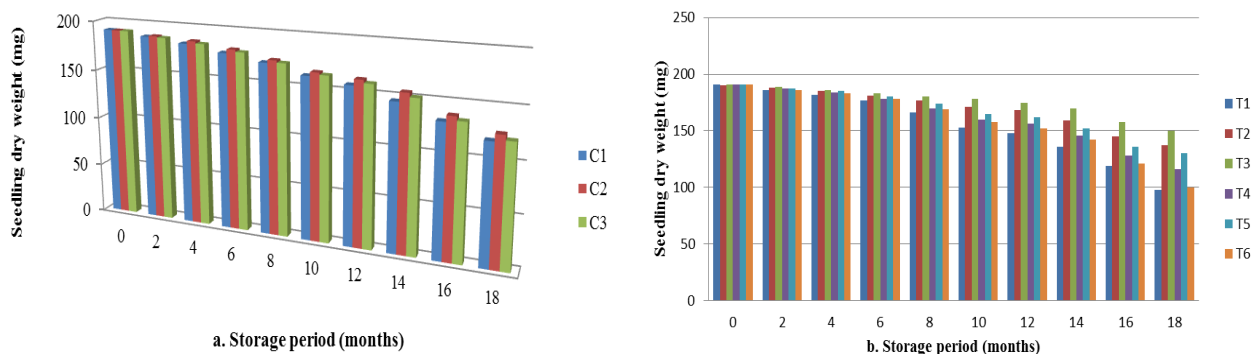 Seedling dry weight (mg)
200
150
100
50
0
0 2 4 6 8 10 12 14 16 18
C1
C2
C3
a. Storage period (months)
Seedling dry weight (mg)
250
200
150
100
50
0
0 2 4 6 8 10 12 14 16 18
T1
T2
T3
T4
T5
T6
b. Storage period (months)